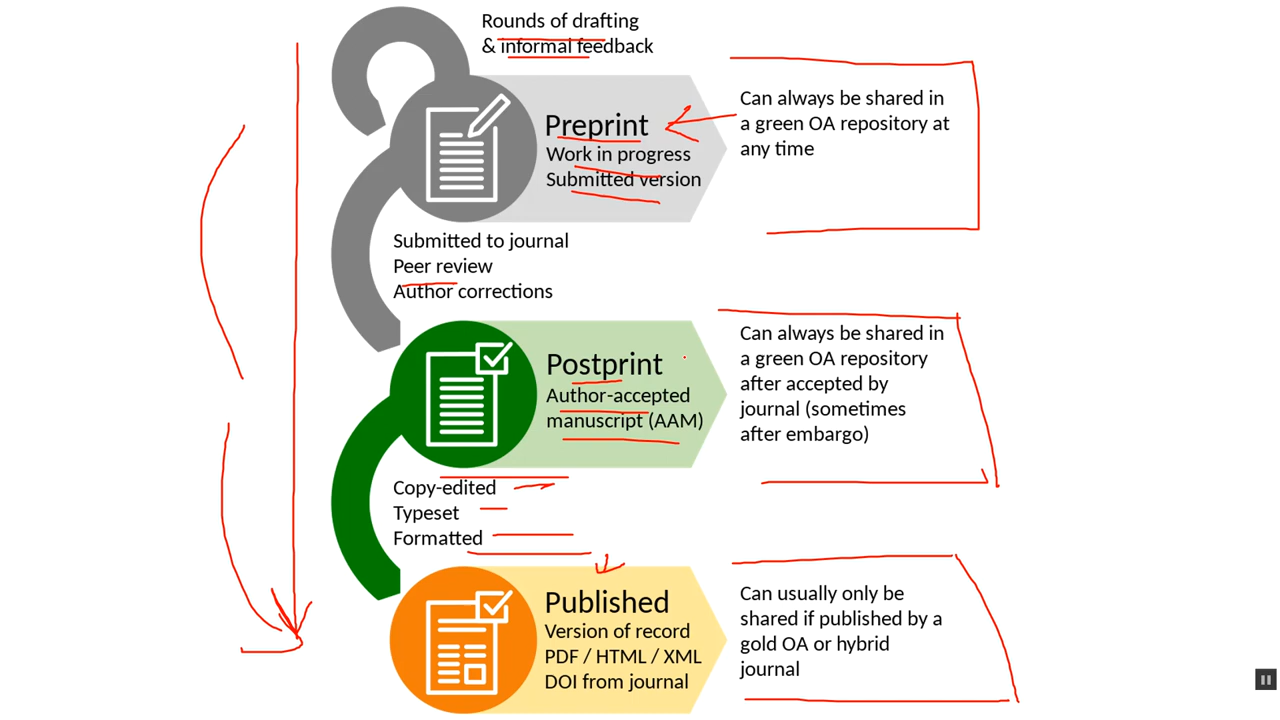 Rounds of drafting
& informal feedback
Preprint
Work in progress
Submitted version
Can always be shared in
a green OA repository at
any time
Submitted to journal
Peer review
Author corrections
Postprint
Author-accepted
manuscript (AAM)
Can always be shared in
a green OA repository
after accepted by
journal (sometimes
after embargo)
Copy-edited
Typeset
Formatted
Published
Version of record
PDF / HTML / XML
DOI from journal
Can usually only be
shared if published by a
gold OA or hybrid
journal